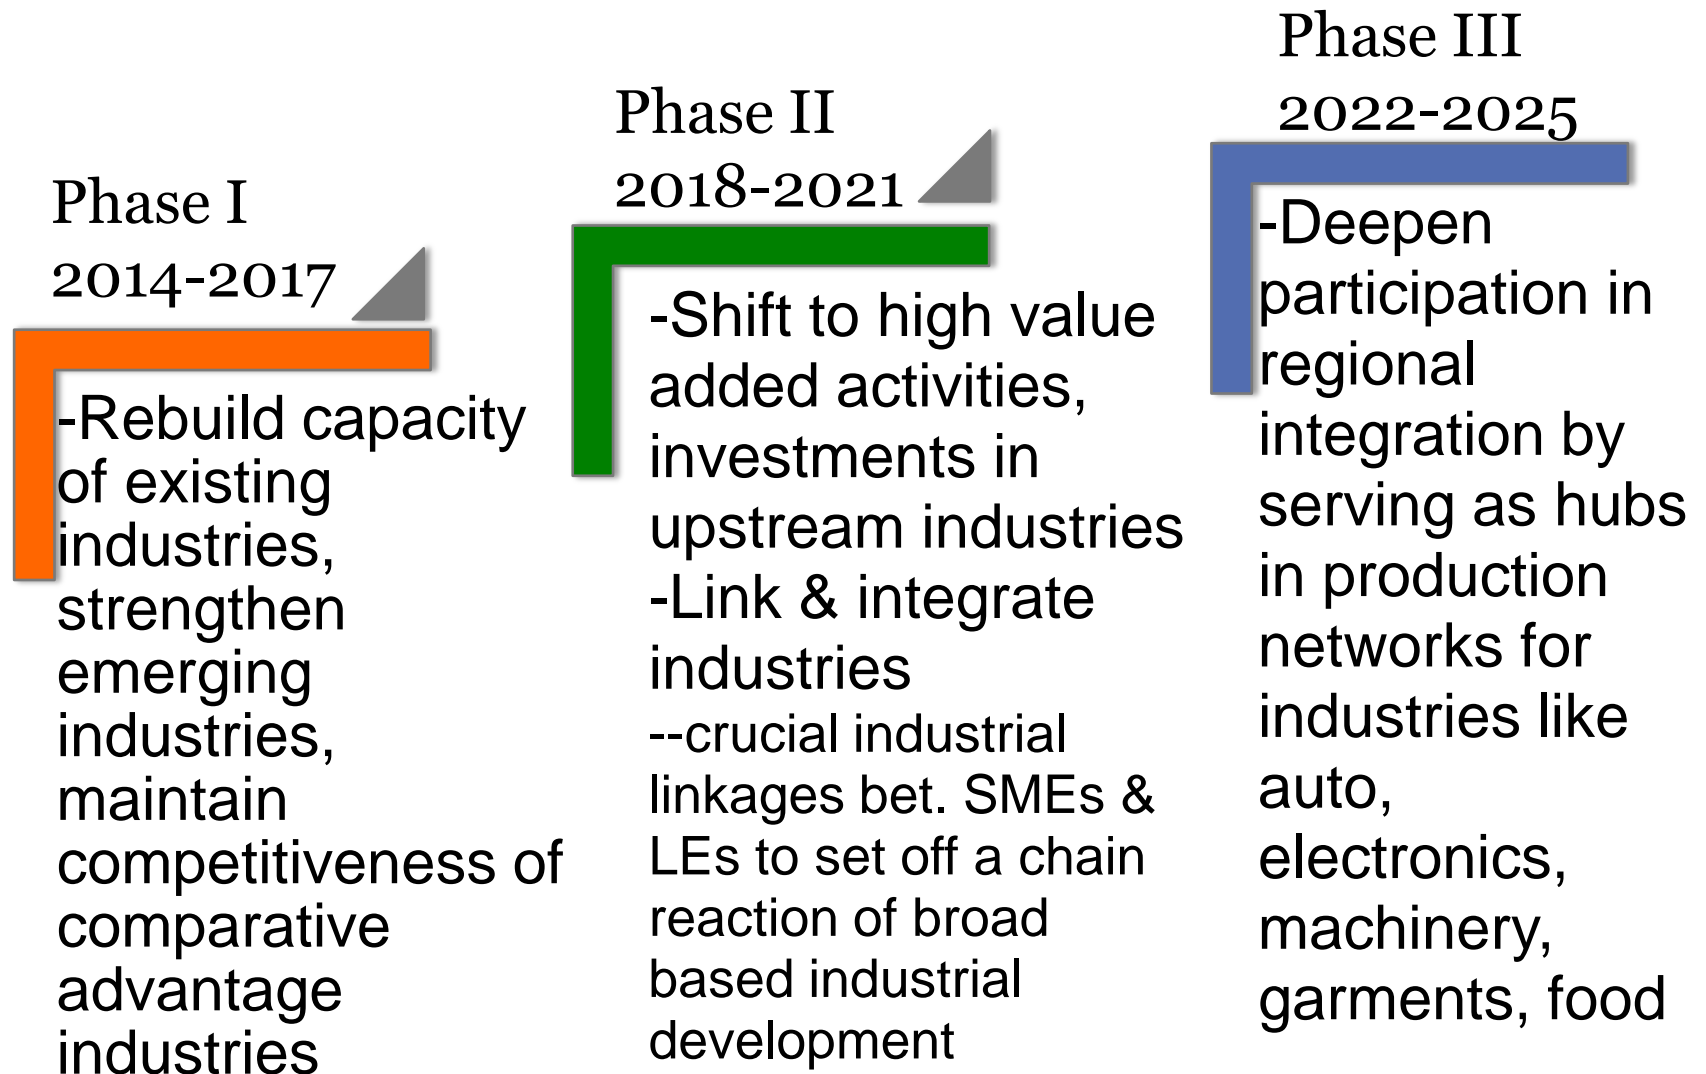 Phase I
2014-2017
-Rebuild capacity
of existing
industries,
strengthen
emerging
industries,
maintain
competitiveness of
comparative
advantage
industries
Phase II
2018-2021
-Shift to high value
added activities,
investments in
upstream industries
-Link & integrate
industries
--crucial industrial
linkages bet. SMEs &
LEs to set off a chain
reaction of broad
based industrial
development
Phase III
2022-2025
-Deepen
participation in
regional
integration by
serving as hubs
in production
networks for
industries like
auto,
electronics,
machinery,
garments, food